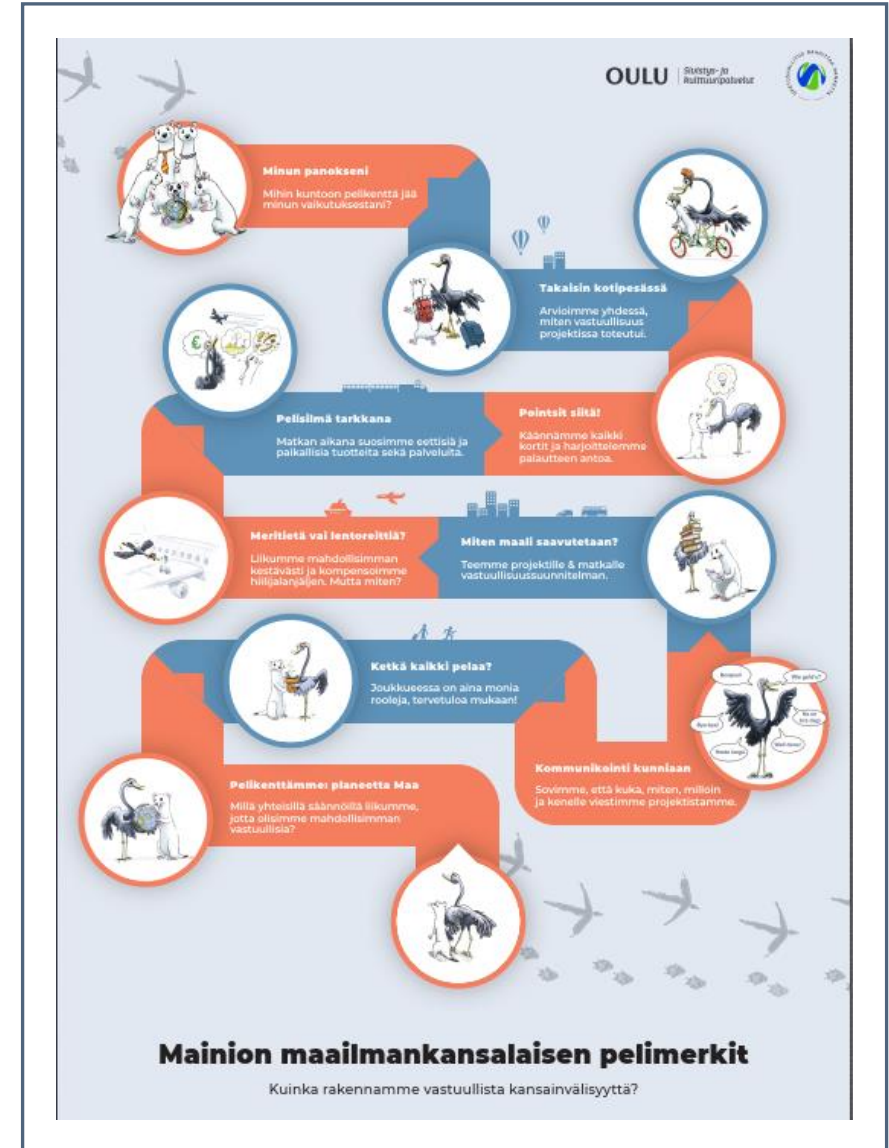 OULU
Sivistys- ja
kulttuuripalvelut
Minun panokseni
Mihin kuntoon pelikenttä jää
minun vaikutuksestani?
Takaisin kotipesässä
Arvioimme yhdessä,
miten vastuullisuus
projektissa toteutui.
Pelisilmä tarkkana
Matkan aikana suosimme eettisiä ja
paikallisia tuotteita sekä palveluita.
Pointsit siitä!
Käännämme kaikki
kortit ja harjoittelemme
palautteen antoa.
Meritietä vai lentoreittiä?
Liikumme mahdollisimman
kestävästi ja kompensoimme
hiilijalanjäljen. Mutta miten?
Miten maali saavutetaan?
Teemme projektille & matkalle
vastuullisuussuunnitelman.
Ketkä kaikki pelaa?
Joukkueessa on aina monia
rooleja, tervetuloa mukaan!
Kommunikointi kunniaan
Sovimme, että kuka, miten, milloin
ja kenelle viestimme projektistamme.
Pelikenttämme: planeetta Maa
Millä yhteisillä säännöillä liikumme,
jotta olisimme mahdollisimman
vastuullisia?
Mainion maailmankansalaisen pelimerkit
Kuinka rakennamme vastuullista kansainvälisyyttä?